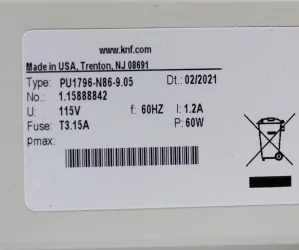 www.knf.com
Made in USA, Trenton, NJ 08691
Type: PU1796-N86-9.05 Dt.: 02/2021
No.: 1.15888842
U: 115V f: 60HZ I: 1.2A
Fuse: T3.15A P: 60W
pmax: